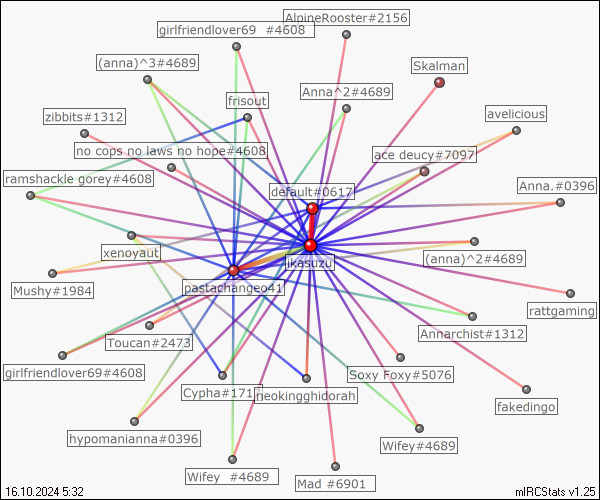 AlpineRooster#2156
girlfriendlover69 #4608
(anna)^3#4689
Skalman
Anna^2#4689
frisout
zibbits#1312
avelicious
no cops no laws no hope#4608
ace deucy#7097
ramshackle gorey#4608
default#0617
Anna.#0396
xenoyaut
(anna)^2#4689
jikasuzu
pastachangeo41
Mushy#1984
rattgaming
Annarchist#1312
Toucan#2473
girlfriendlover69#4608
Soxy Foxy#5076
Cypha#171
neokingghidorah
fakedingo
hypomanianna#0396
Wifey#4689
Wifey #4689
Mad #6901
16.10.2024 5:32
mIRCStats v1.25